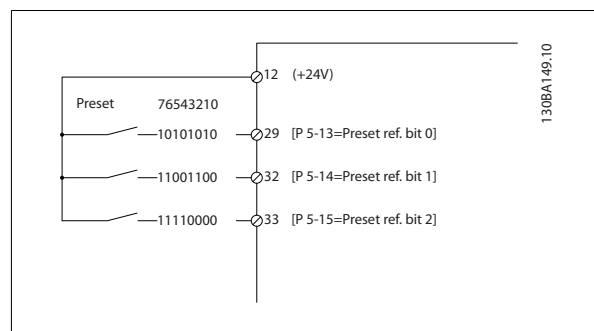 12 (+24V)
Preset 76543210
10101010 29 [P 5-13=Preset ref. bit 0]
11001100 32 [P 5-14=Preset ref. bit 1]
11110000 33 [P 5-15=Preset ref. bit 2]
130BA149.10